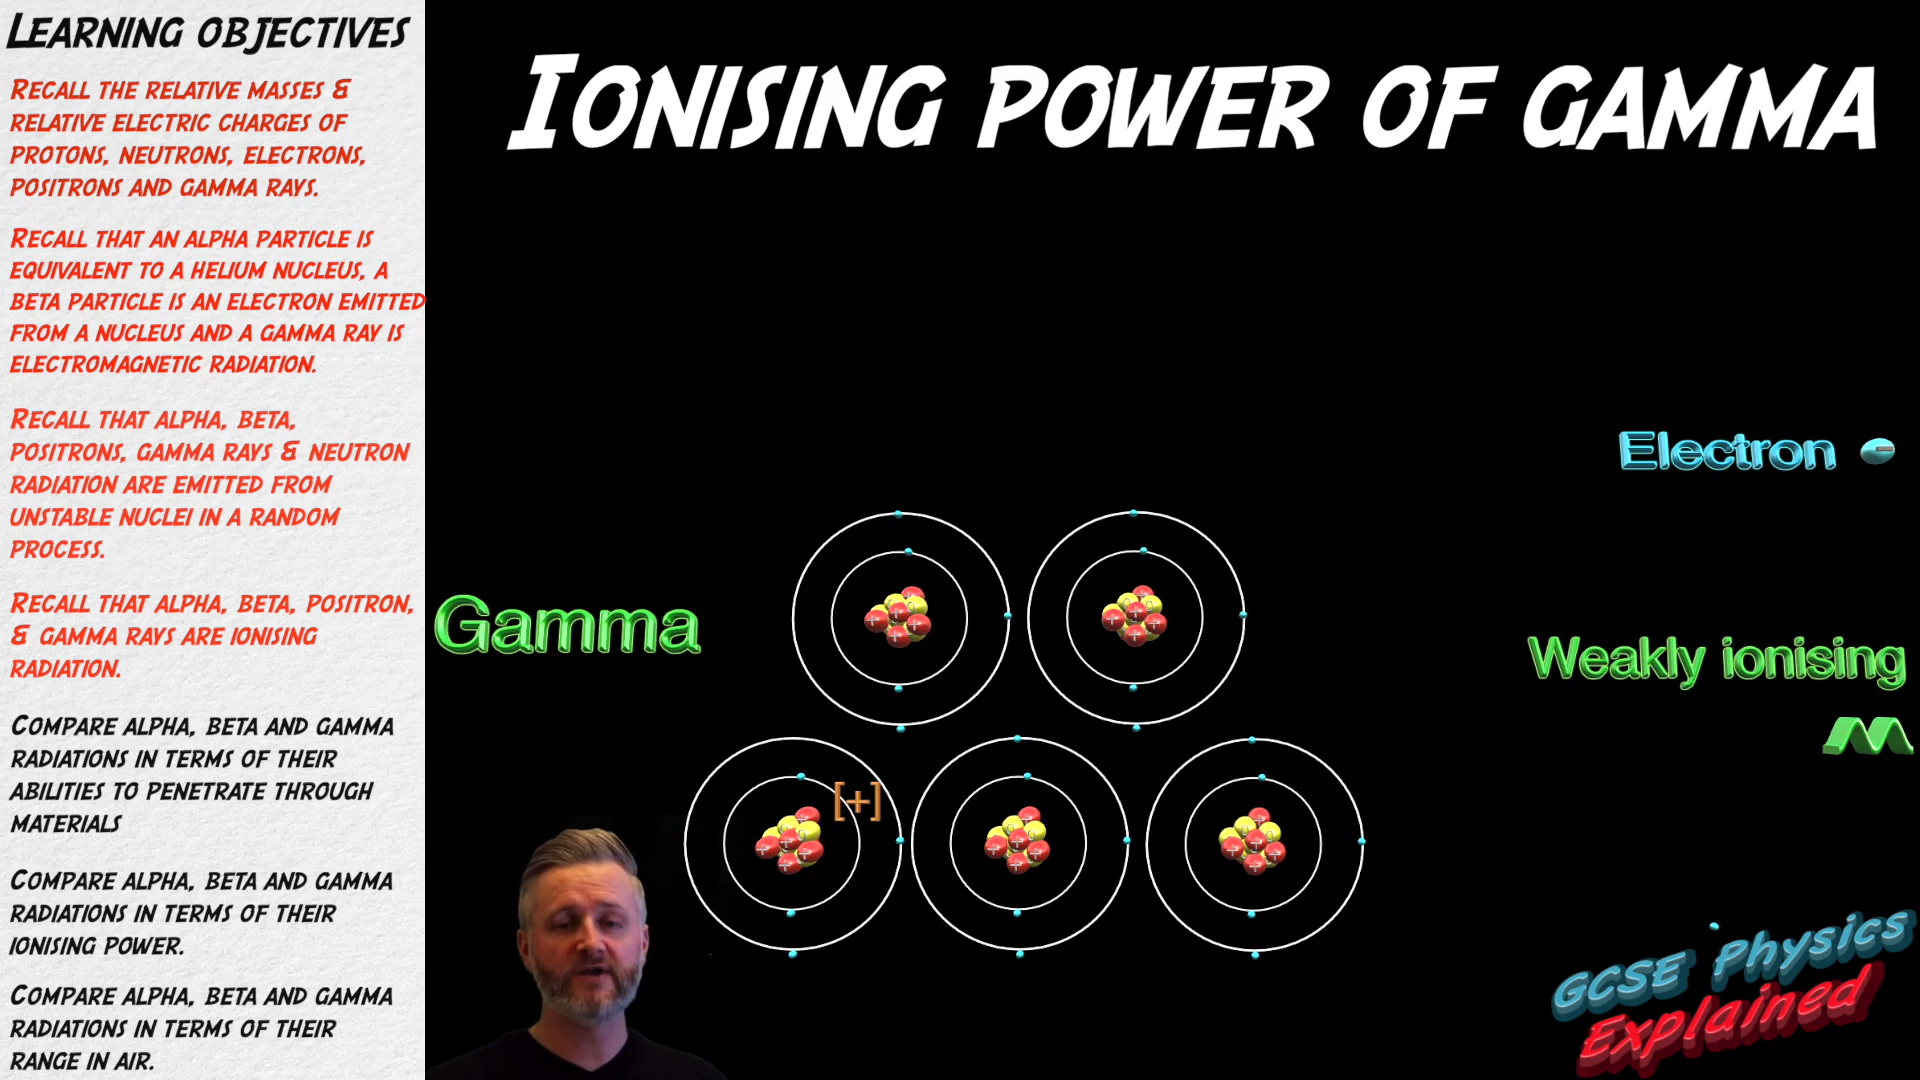 LEARNING OBJECTIVES
RECALL THE RELATIVE MASSES &
RELATIVE ELECTRIC CHARGES OF
PROTONS, NEUTRONS, ELECTRONS,
POSITRONS AND GAMMA RAYS.
RECALL THAT AN ALPHA PARTICLE IS
EQUIVALENT TO A HELIUM NUCLEUS, A
BETA PARTICLE IS AN ELECTRON EMITTED
FROM A NUCLEUS AND A GAMMA RAY IS
ELECTROMAGNETIC RADIATION.
RECALL THAT ALPHA, BETA,
POSITRONS, GAMMA RAYS & NEUTRON
RADIATION ARE EMITTED FROM
UNSTABLE NUCLEI IN A RANDOM
PROCESS.
RECALL THAT ALPHA, BETA, POSITRON,
& GAMMA RAYS ARE IONISING
RADIATION.
COMPARE ALPHA, BETA AND GAMMA
RADIATIONS IN TERMS OF THEIR
ABILITIES TO PENETRATE THROUGH
MATERIALS
COMPARE ALPHA, BETA AND GAMMA
RADIATIONS IN TERMS OF THEIR
IONISING POWER.
COMPARE ALPHA, BETA AND GAMMA
RADIATIONS IN TERMS OF THEIR
RANGE IN AIR.
IONISING POWER OF GAMMA
Electron -
Gamma
Weakly ionising
[+]
GCSE Physics
Explained